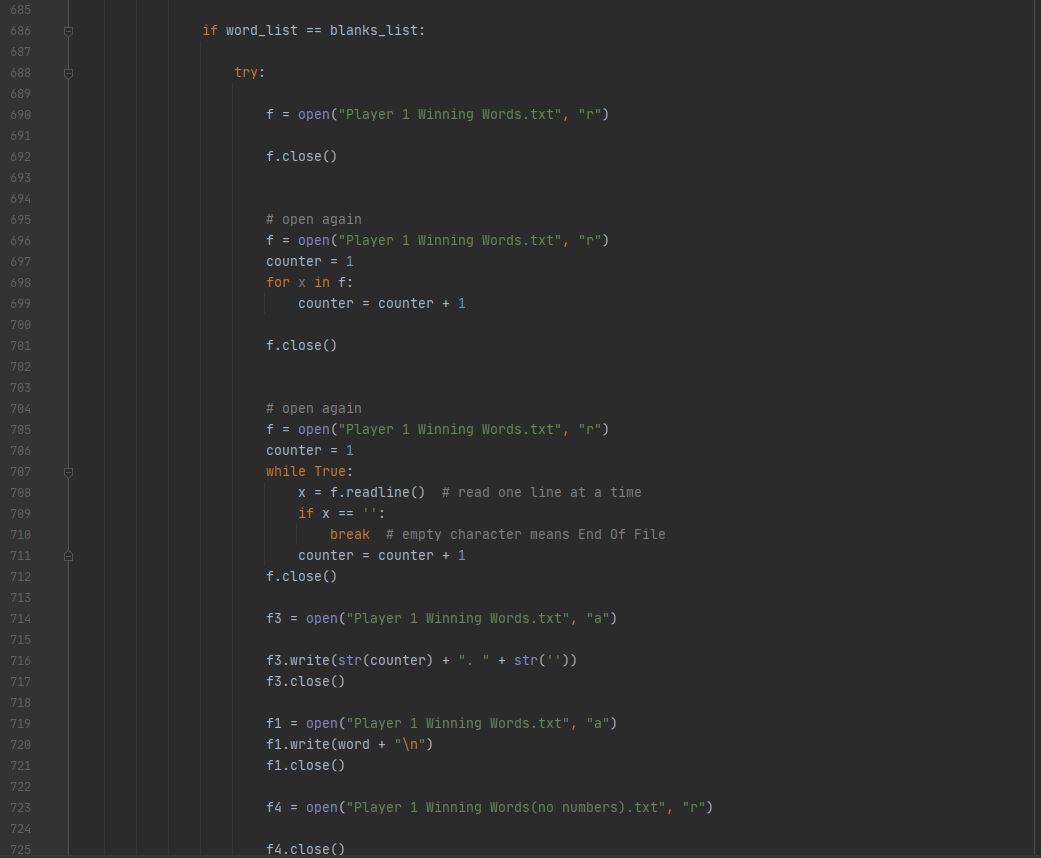 685
686 if word_list == blanks_list:
687
688 try:
689
690 f = open("Player 1 Winning Words.txt", "r")
691
692 f.close()
693
694
695 # open again
696 f = open("Player 1 Winning Words.txt", "r")
697 counter = 1
698 for x in f:
699 counter = counter + 1
700
701 f.close()
702
703
704 # open again
705 f = open("Player 1 Winning Words.txt", "r")
706 counter = 1
707 while True:
708 x = f.readline()  # read one line at a time
709 if x == '':
710 break  # empty character means End Of File
711 counter = counter + 1
712 f.close()
713
714 f3 = open("Player 1 Winning Words.txt", "a")
715
716 f3.write(str(counter) + ". " + str(''))
717 f3.close()
718
719 f1 = open("Player 1 Winning Words.txt", "a")
720 f1.write(word + "\n")
721 f1.close()
722
723 f4 = open("Player 1 Winning Words(no numbers).txt", "r")
724
725 f4.close()